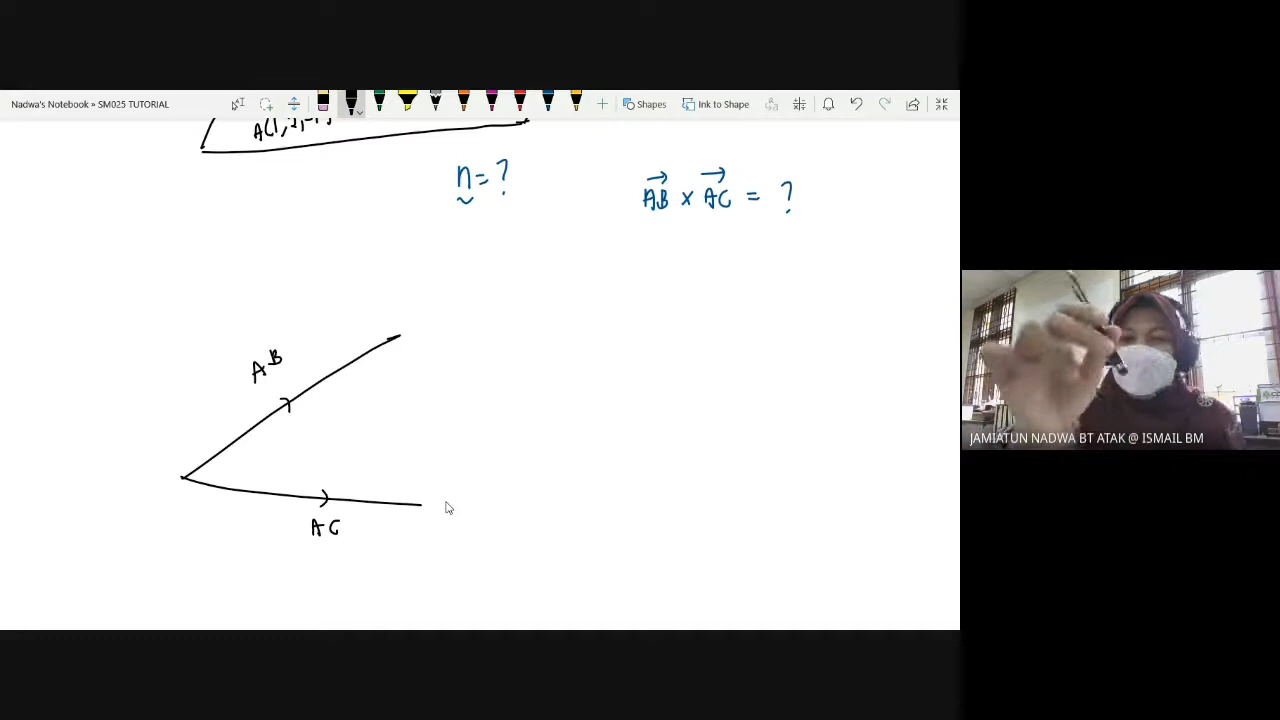 Nadwa's Notebook » SM025 TUTORIAL
Shapes
Ink to Shape
n = ?
AB × AC = ?
AB
AC
JAMIATUN NADWA BT ATAK @ ISMAIL BM